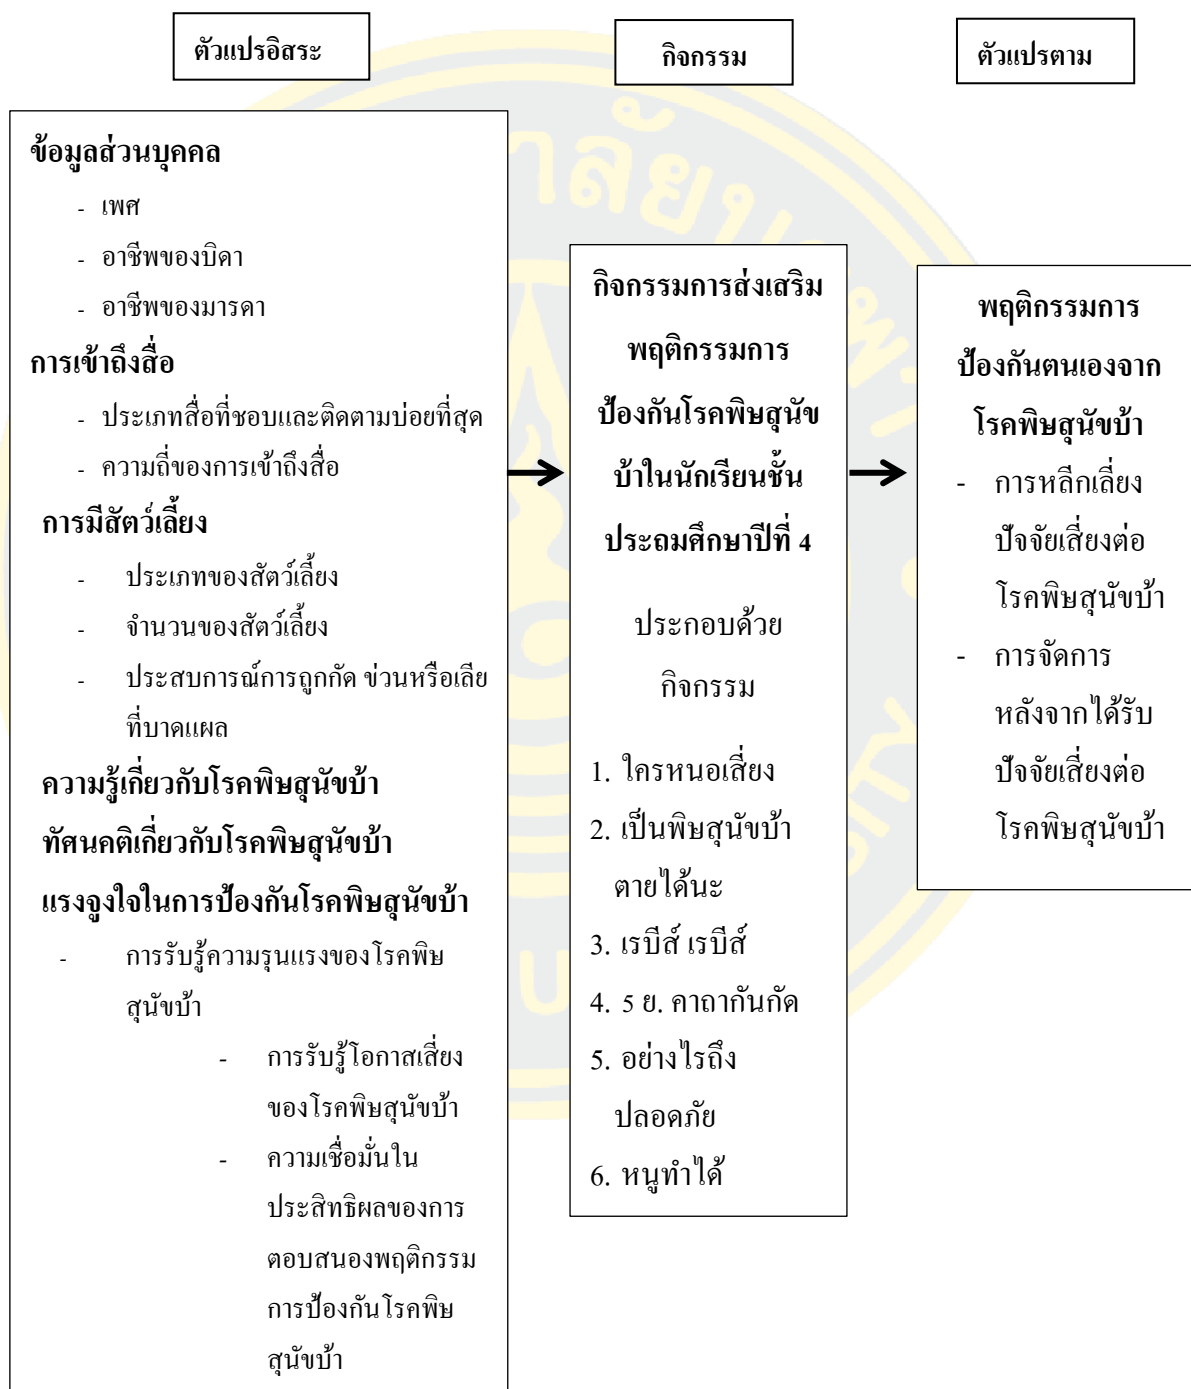 ตัวแปรอิสระ
กิจกรรม
ตัวแปรตาม
ข้อมูลส่วนบุคคล
- เพศ
- อาชีพของบิดา
- อาชีพของมารดา
การเข้าถึงสื่อ
- ประเภทสื่อที่ชอบและติดตามบ่อยที่สุด
- ความถี่ของการเข้าถึงสื่อ
การมีสัตว์เลี้ยง
- ประเภทของสัตว์เลี้ยง
- จำนวนของสัตว์เลี้ยง
- ประสบการณ์การถูกกัด ข่วนหรือเลีย
ที่บาดแผล
ความรู้เกี่ยวกับโรคพิษสุนัขบ้า
ทัศนคติเกี่ยวกับโรคพิษสุนัขบ้า
แรงจูงใจในการป้องกันโรคพิษสุนัขบ้า
- การรับรู้ความรุนแรงของโรคพิษ
สุนัขบ้า
- การรับรู้โอกาสเสี่ยง
ของโรคพิษสุนัขบ้า
- ความเชื่อมั่นใน
ประสิทธิผลของการ
ตอบสนองพฤติกรรม
การป้องกันโรคพิษ
สุนัขบ้า
กิจกรรมการส่งเสริม
พฤติกรรมการ
ป้องกันโรคพิษสุนัข
บ้าในนักเรียนชั้น
ประถมศึกษาปีที่ 4
ประกอบด้วย
กิจกรรม
1. ใครหนอเสี่ยง
2. เป็นพิษสุนัขบ้า
ตายได้นะ
3. เรบีส์ เรบีส์
4. 5 ย. คาถากันกัด
5. อย่างไรถึง
ปลอดภัย
6. หนูทำได้
พฤติกรรมการ
ป้องกันตนเองจาก
โรคพิษสุนัขบ้า
- การหลีกเลี่ยง
ปัจจัยเสี่ยงต่อ
โรคพิษสุนัขบ้า
- การจัดการ
หลังจากได้รับ
ปัจจัยเสี่ยงต่อ
โรคพิษสุนัขบ้า